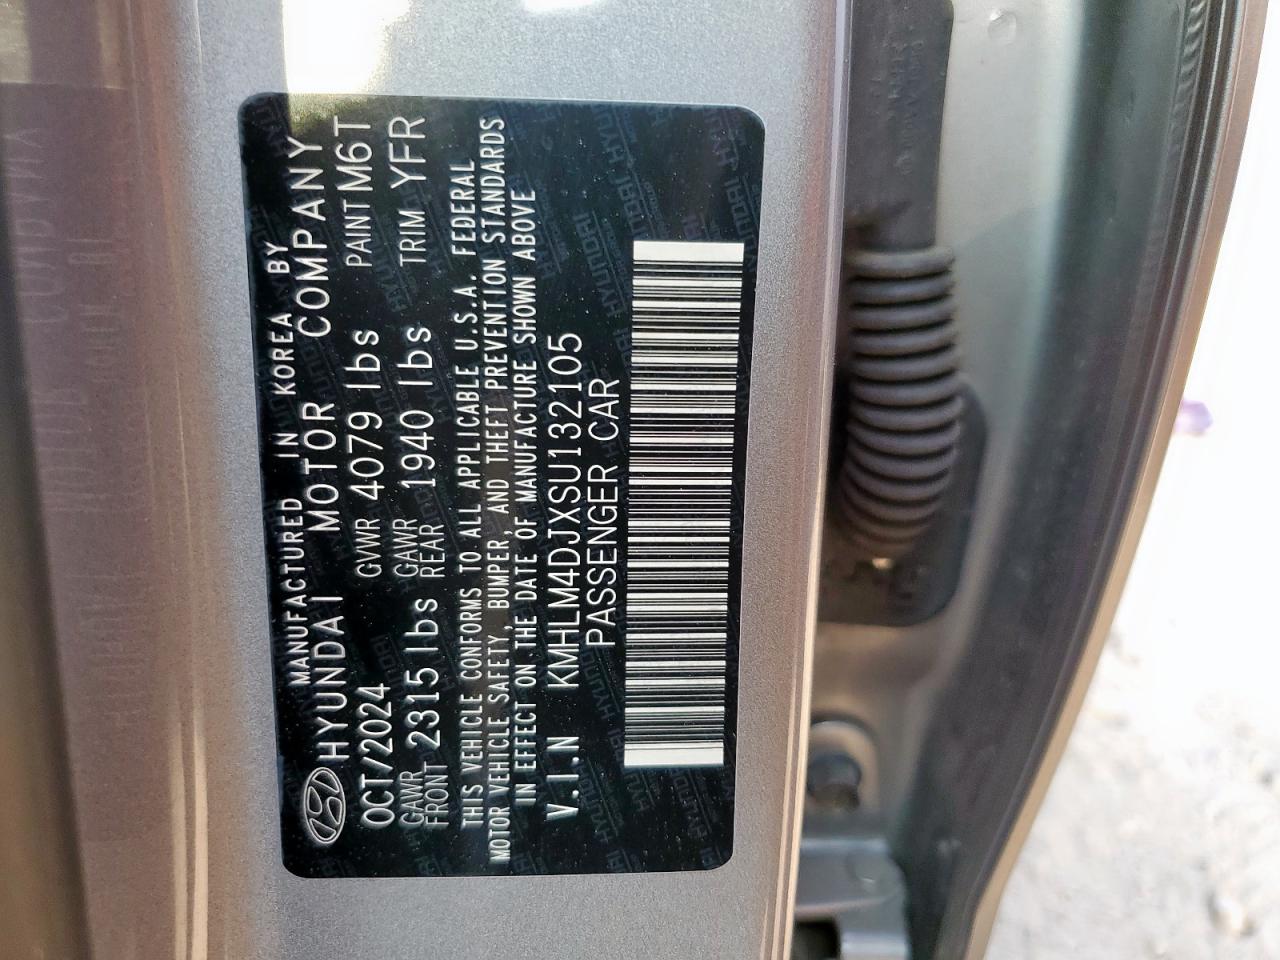 MANUFACTURED IN KOREA BY
HYUNDAI MOTOR COMPANY
OCT/2024 GVWR 4079 lbs PAINT M6T
GAWR FRONT 2315 lbs GAWR REAR 1940 lbs TRIM YFR
THIS VEHICLE CONFORMS TO ALL APPLICABLE U.S.A. FEDERAL
MOTOR VEHICLE SAFETY, BUMPER, AND THEFT PREVENTION STANDARDS
IN EFFECT ON THE DATE OF MANUFACTURE SHOWN ABOVE
V.I.N KMHLM4DJXSU132105
PASSENGER CAR